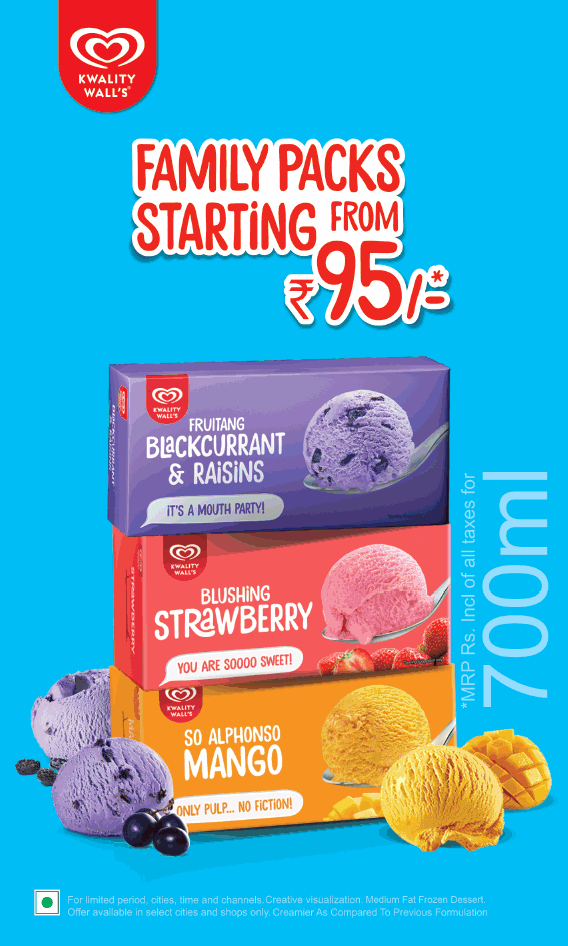 KWALITY
WALL'S®
FAMILY PACKS
STARTiNG FROM
₹95/-*
KWALITY
WALL'S
FRUITANG
BLaCKCURRANT
& RAiSiNS
iT'S A MOUTH PARTY!
KWALITY
WALL'S
BLUSHiNG
STRaWBERRY
YOU ARE SOOOO SWEET!
STRaWBERRY
KWALITY
WALL'S
SO ALPHONSO
MANGO
ONLY PULP... NO FiCTiON!
*MRP Rs. Incl of all taxes for
700ml
For limited period, cities, time and channels. Creative visualization. Medium Fat Frozen Dessert.
Offer available in select cities and shops only. Creamier As Compared To Previous Formulation